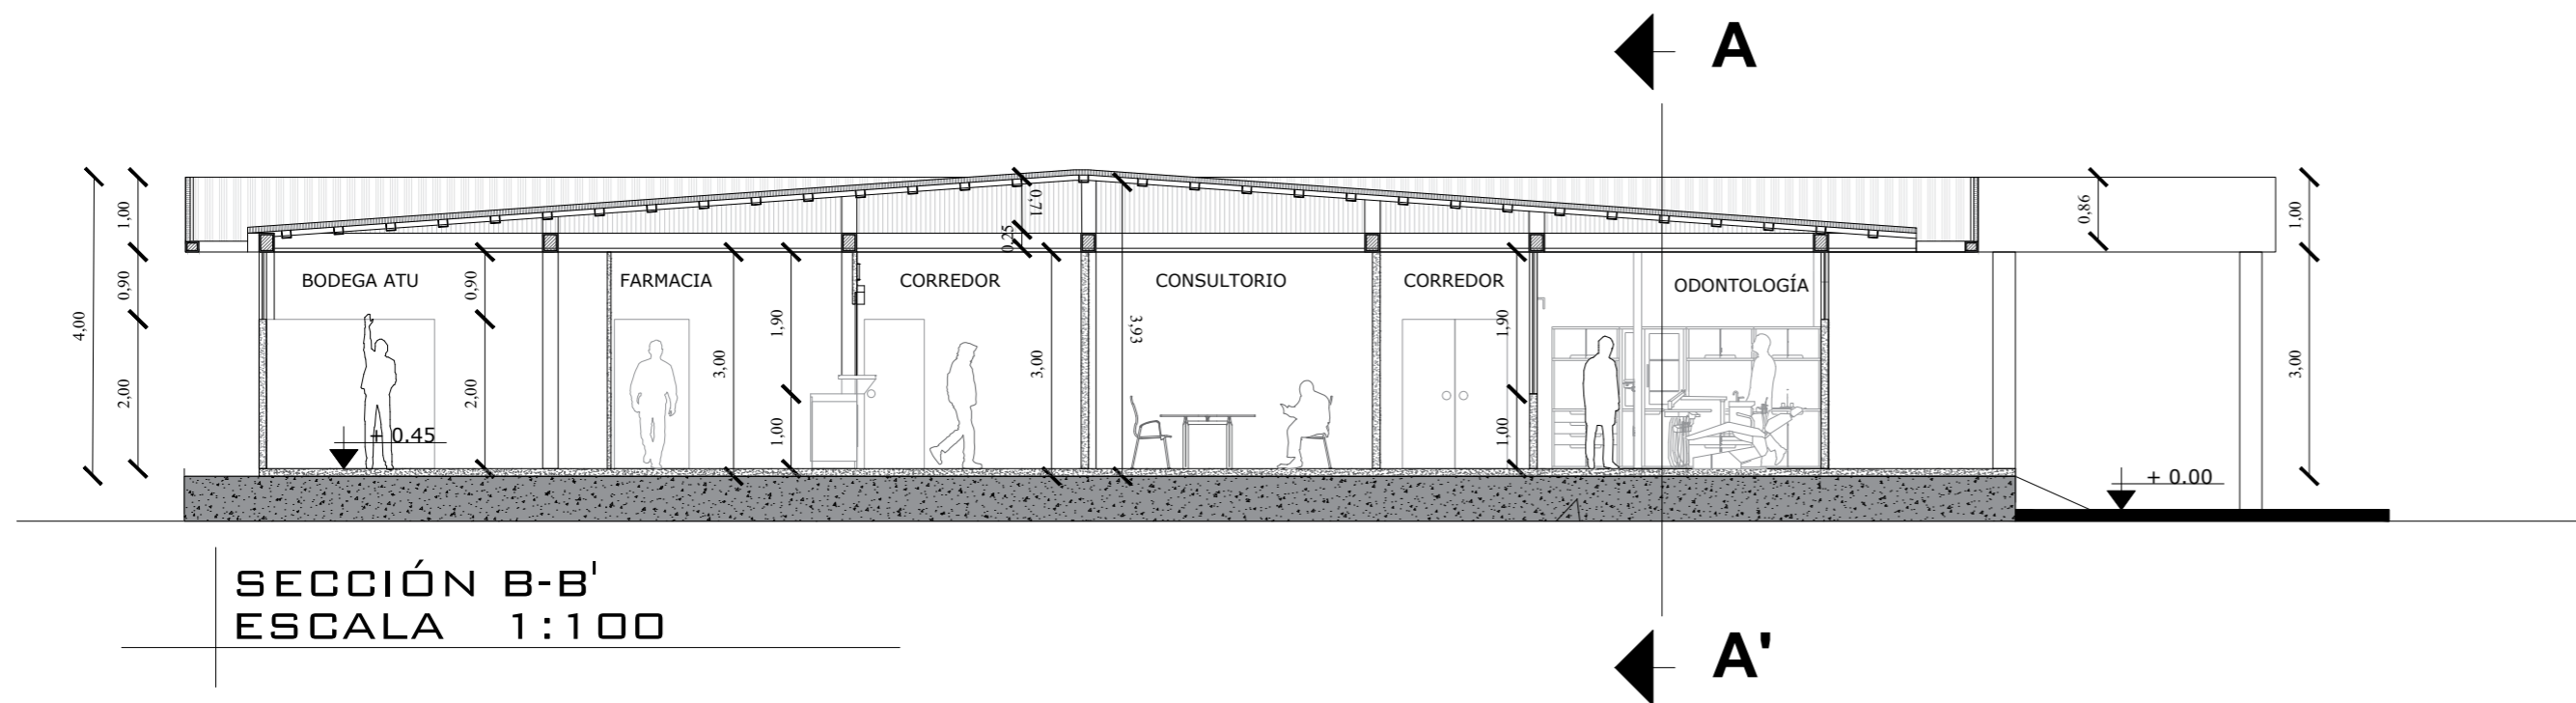 A
1,00
0,90
4,00
2,00
0,71
0,25
0,86
1,00
3,00
BODEGA ATU
FARMACIA
CORREDOR
CONSULTORIO
CORREDOR
ODONTOLOGÍA
0,90
2,00
3,00
1,90
1,00
3,00
3,93
1,90
1,00
+ 0.45
+ 0.00
SECCIÓN B-B'
ESCALA 1:100
A'